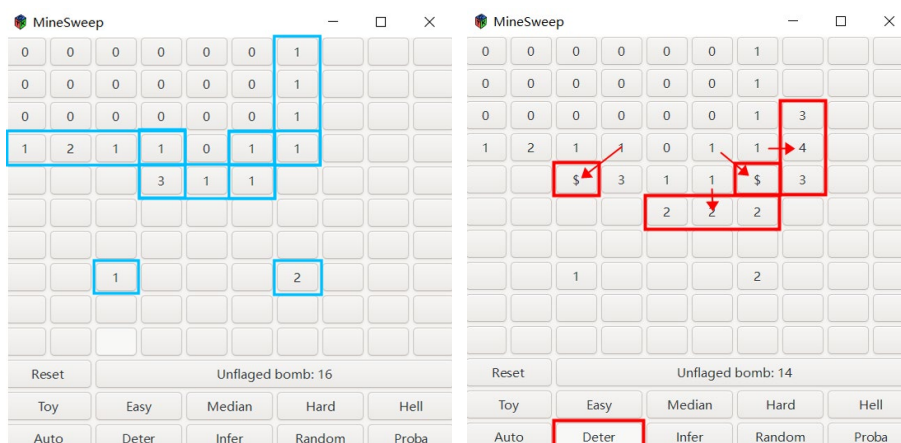 MineSweep
0 0 0 0 0 0 1
0 0 0 0 0 0 1
0 0 0 0 0 0 1
1 2 1 1 0 1 1
3 1 1
1 2
Reset Unflaged bomb: 16
Toy Easy Median Hard Hell
Auto Deter Infer Random Proba
MineSweep
0 0 0 0 0 0 1
0 0 0 0 0 0 1
0 0 0 0 0 0 1 3
1 2 1 1 0 1 1 4
$ 3 1 1 $ 3
2 2 2
1 2
Reset Unflaged bomb: 14
Toy Easy Median Hard Hell
Auto Deter Infer Random Proba